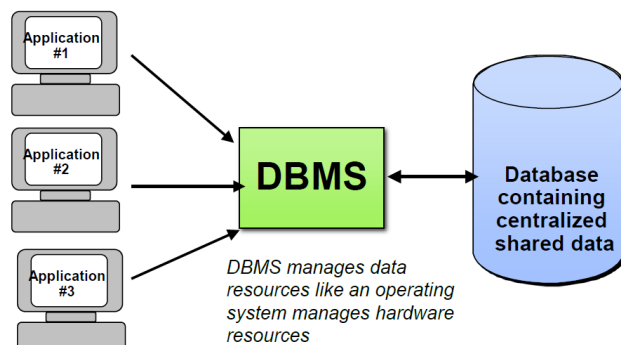 Application
#1
Application
#2
Application
#3
DBMS
Database
containing
centralized
shared data
DBMS manages data
resources like an operating
system manages hardware
resources